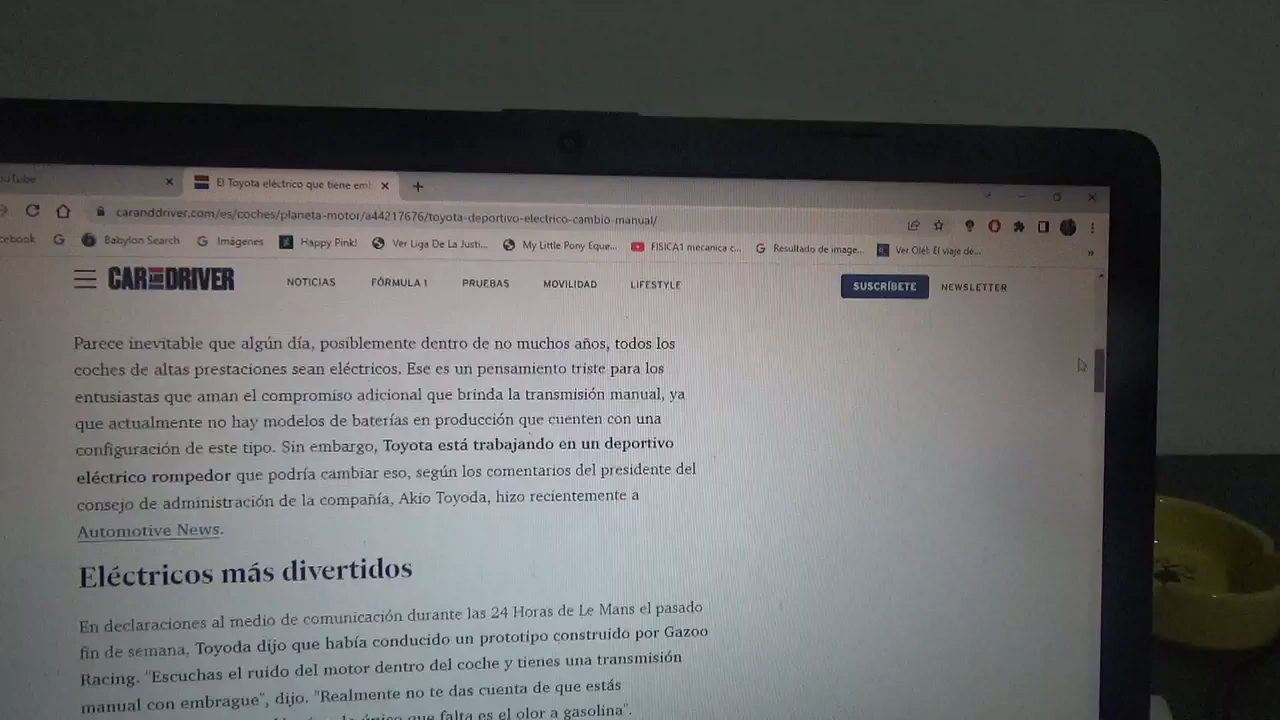 ouTube
El Toyota eléctrico que tiene em
caranddriver.com/es/coches/planeta-motor/a44217676/toyota-deportivo-electrico-cambio-manual/
cebook
Babylon Search
Imágenes
Happy Pink!
Ver Liga De La Justi...
My Little Pony Eque...
FISICA1 mecanica c...
Resultado de image...
Ver Olé!: El viaje de...
CAR AND DRIVER
NOTICIAS
FÓRMULA 1
PRUEBAS
MOVILIDAD
LIFESTYLE
SUSCRÍBETE
NEWSLETTER
Parece inevitable que algún día, posiblemente dentro de no muchos años, todos los
coches de altas prestaciones sean eléctricos. Ese es un pensamiento triste para los
entusiastas que aman el compromiso adicional que brinda la transmisión manual, ya
que actualmente no hay modelos de baterías en producción que cuenten con una
configuración de este tipo. Sin embargo, Toyota está trabajando en un deportivo
eléctrico rompedor que podría cambiar eso, según los comentarios del presidente del
consejo de administración de la compañía, Akio Toyoda, hizo recientemente a
Automotive News.
Eléctricos más divertidos
En declaraciones al medio de comunicación durante las 24 Horas de Le Mans el pasado
fin de semana, Toyoda dijo que había conducido un prototipo construido por Gazoo
Racing. "Escuchas el ruido del motor dentro del coche y tienes una transmisión
manual con embrague", dijo. "Realmente no te das cuenta de que estás
único que falta es el olor a gasolina".